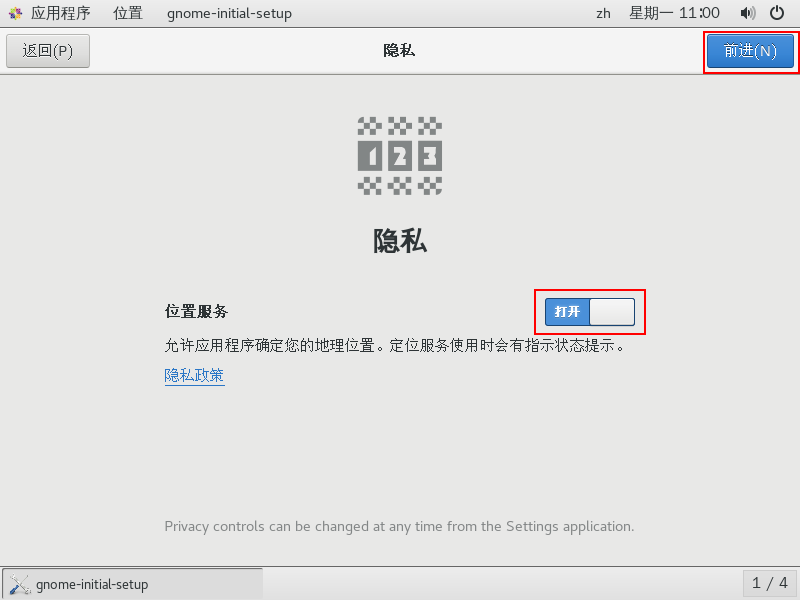 应用程序 位置 gnome-initial-setup zh 星期一 11:00
返回(P) 隐私 前进(N)
1 2 3
隐私
位置服务 打开
允许应用程序确定您的地理位置。定位服务使用时会有指示状态提示。
隐私政策
Privacy controls can be changed at any time from the Settings application.
gnome-initial-setup 1 / 4